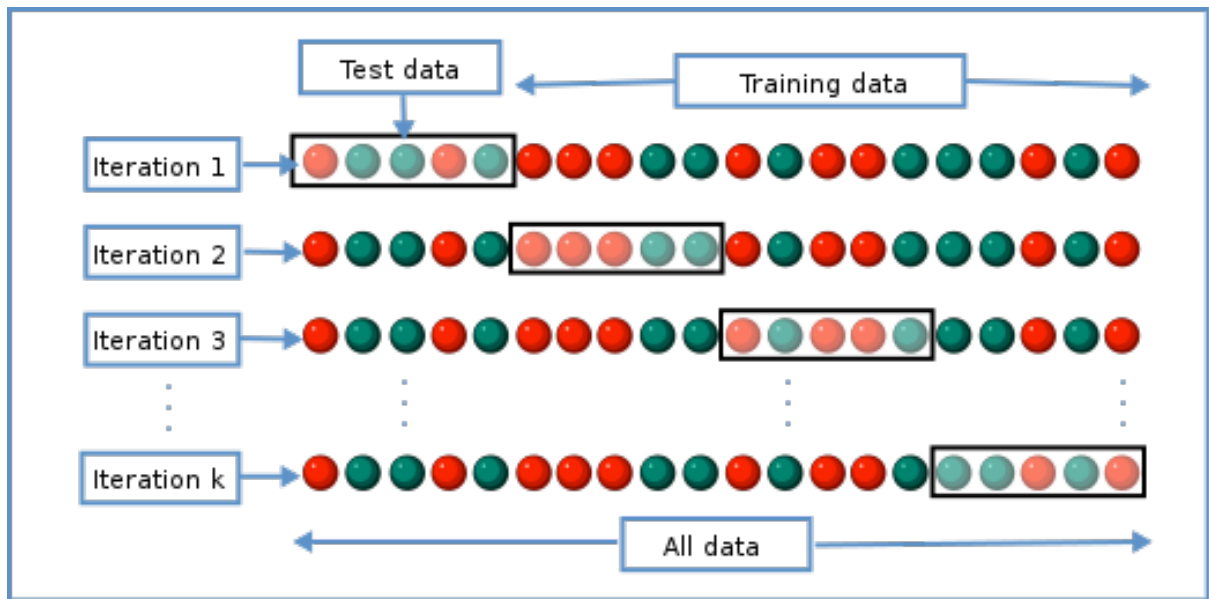 Test data
Training data
Iteration 1
Iteration 2
Iteration 3
Iteration k
All data